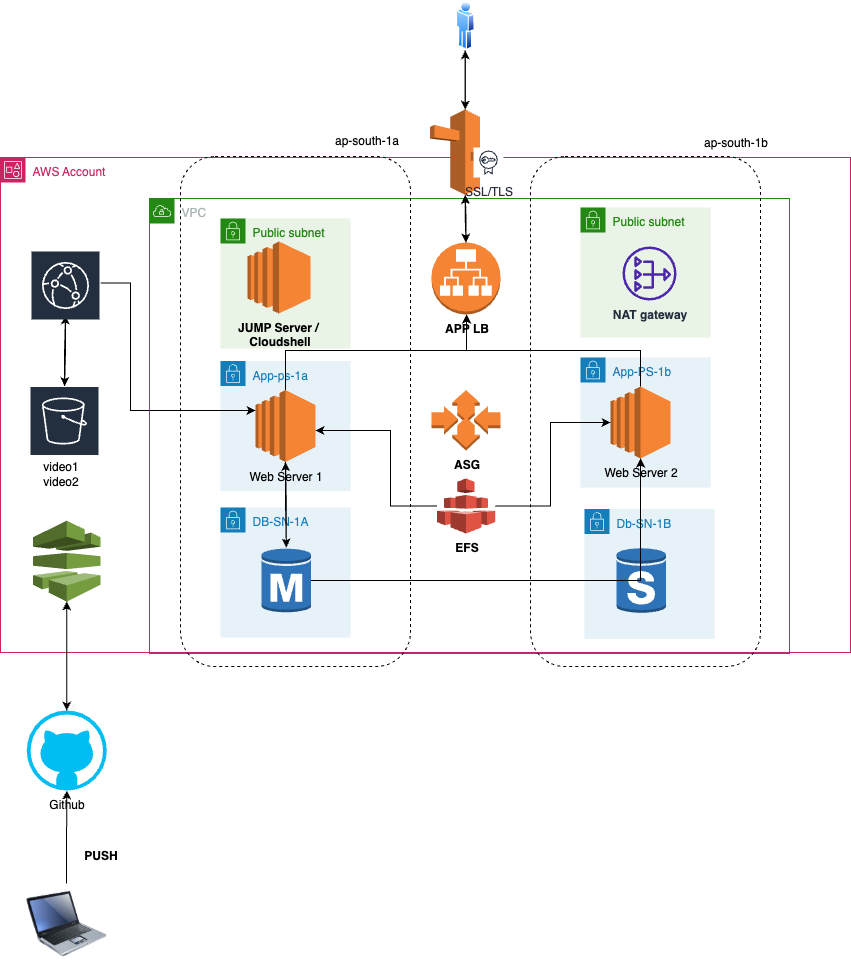 ap-south-1a
ap-south-1b
AWS Account
SSL/TLS
VPC
Public subnet
Public subnet
JUMP Server /
Cloudshell
APP LB
NAT gateway
App-ps-1a
App-PS-1b
video1
video2
Web Server 1
ASG
Web Server 2
DB-SN-1A
EFS
Db-SN-1B
M
S
Github
PUSH